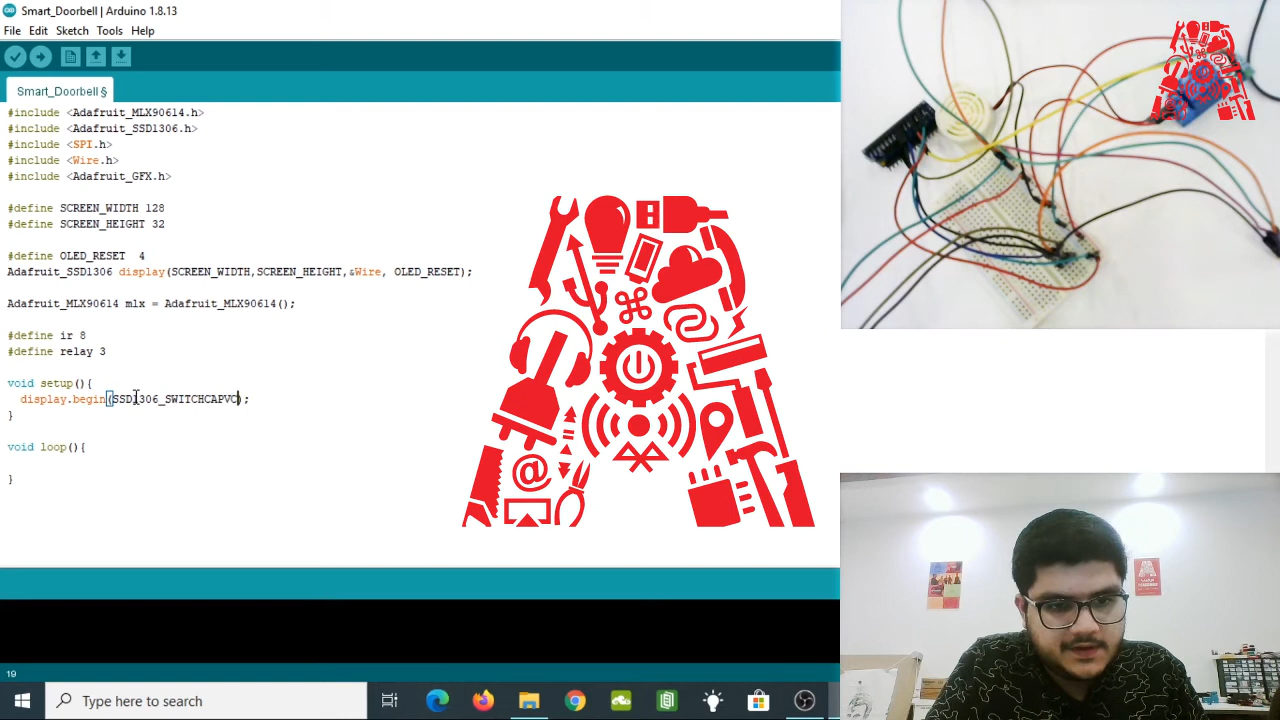 Smart_Doorbell | Arduino 1.8.13
File Edit Sketch Tools Help
Smart_Doorbell §
#include <Adafruit_MLX90614.h>
#include <Adafruit_SSD1306.h>
#include <SPI.h>
#include <Wire.h>
#include <Adafruit_GFX.h>
#define SCREEN_WIDTH 128
#define SCREEN_HEIGHT 32
#define OLED_RESET  4
Adafruit_SSD1306 display(SCREEN_WIDTH,SCREEN_HEIGHT,&Wire, OLED_RESET);
Adafruit_MLX90614 mlx = Adafruit_MLX90614();
#define ir 8
#define relay 3
void setup(){
display.begin(SSD1306_SWITCHCAPVC);
}
void loop(){
}
19
Type here to search